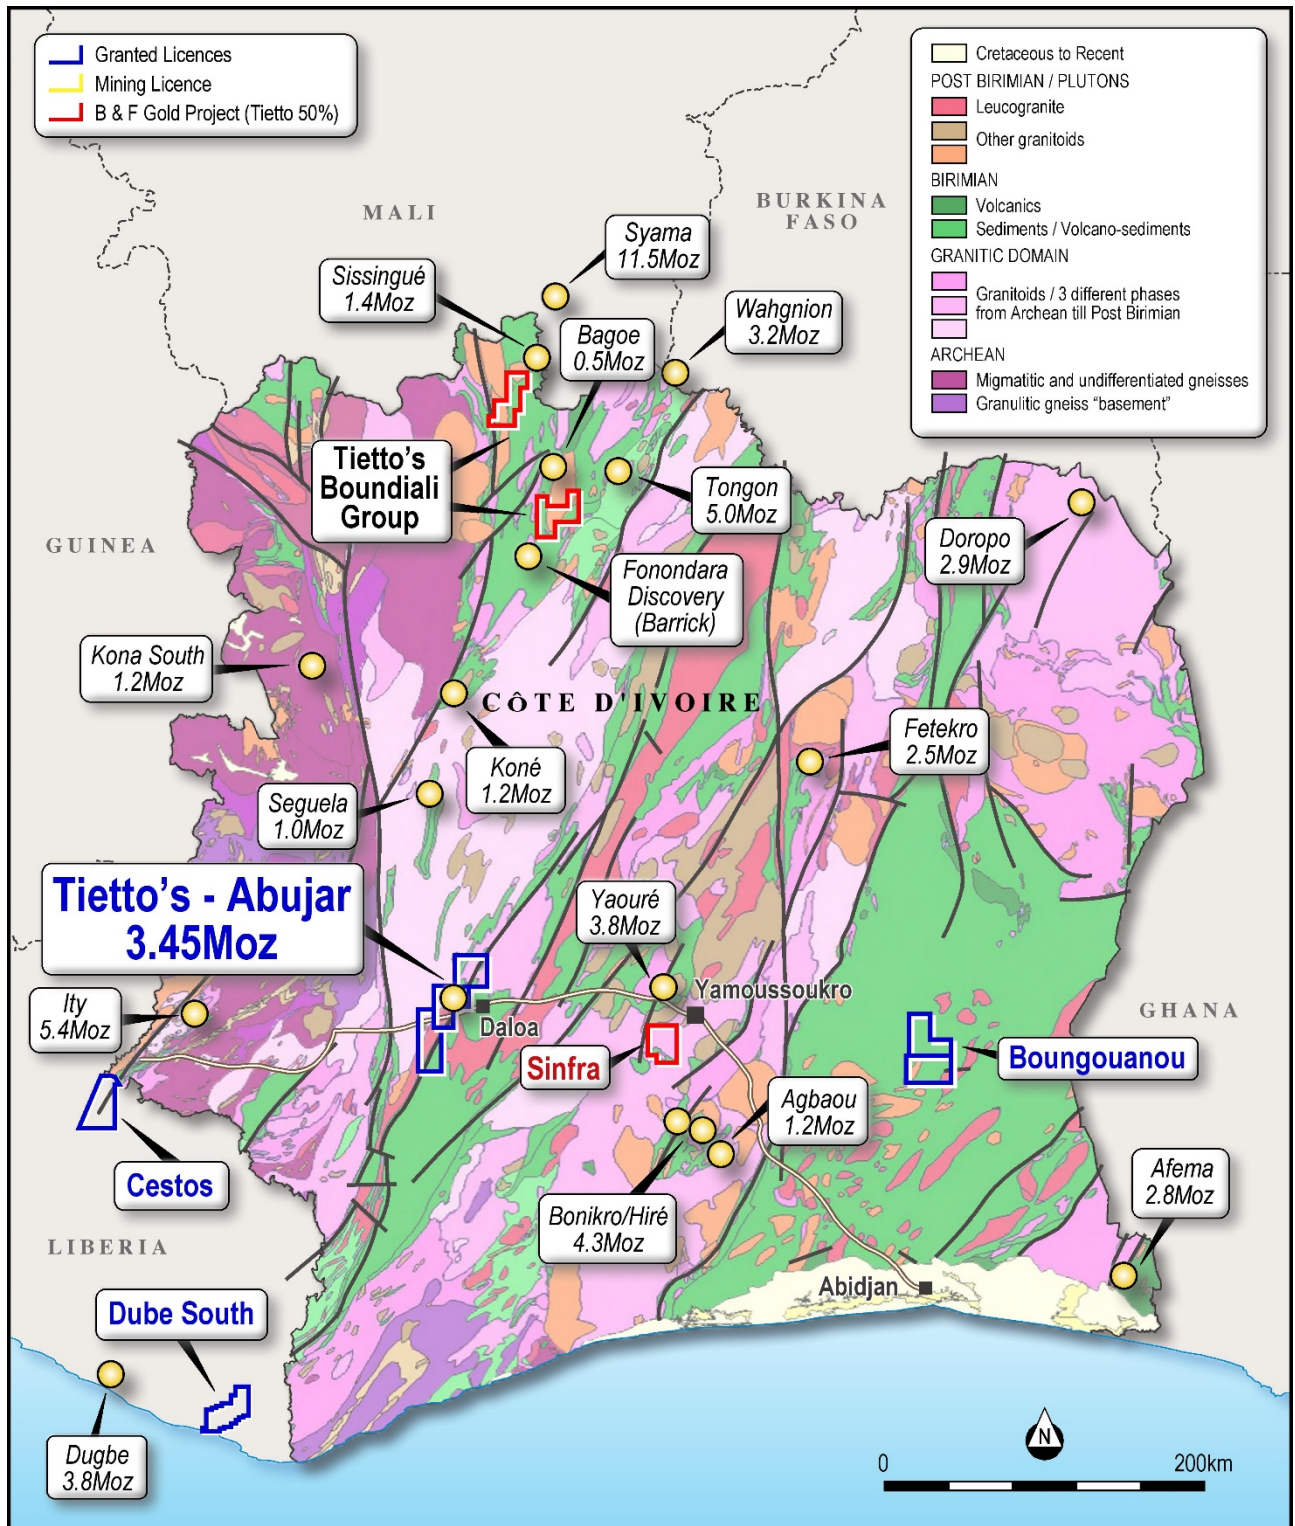 Granted Licences
Mining Licence
B & F Gold Project (Tietto 50%)
Cretaceous to Recent
POST BIRIMIAN / PLUTONS
Leucogranite
Other granitoids
BIRIMIAN
Volcanics
Sediments / Volcano-sediments
GRANITIC DOMAIN
Granitoids / 3 different phases
from Archean till Post Birimian
ARCHEAN
Migmatitic and undifferentiated gneisses
Granulitic gneiss "basement"
MALI
BURKINA
FASO
Syama
11.5Moz
Sissingué
1.4Moz
Wahgnion
3.2Moz
Bagoe
0.5Moz
Tietto's
Boundiali
Group
Tongon
5.0Moz
Doropo
2.9Moz
GUINEA
Fonondara
Discovery
(Barrick)
Kona South
1.2Moz
CÔTE D'IVOIRE
Koné
1.2Moz
Fetekro
2.5Moz
Seguela
1.0Moz
Tietto's - Abujar
3.45Moz
Yaouré
3.8Moz
Yamoussoukro
Ity
5.4Moz
Daloa
GHANA
Sinfra
Boungouanou
Agbaou
1.2Moz
Cestos
Afema
2.8Moz
Bonikro/Hiré
4.3Moz
LIBERIA
Abidjan
Dube South
Dugbe
3.8Moz
N
0 200km